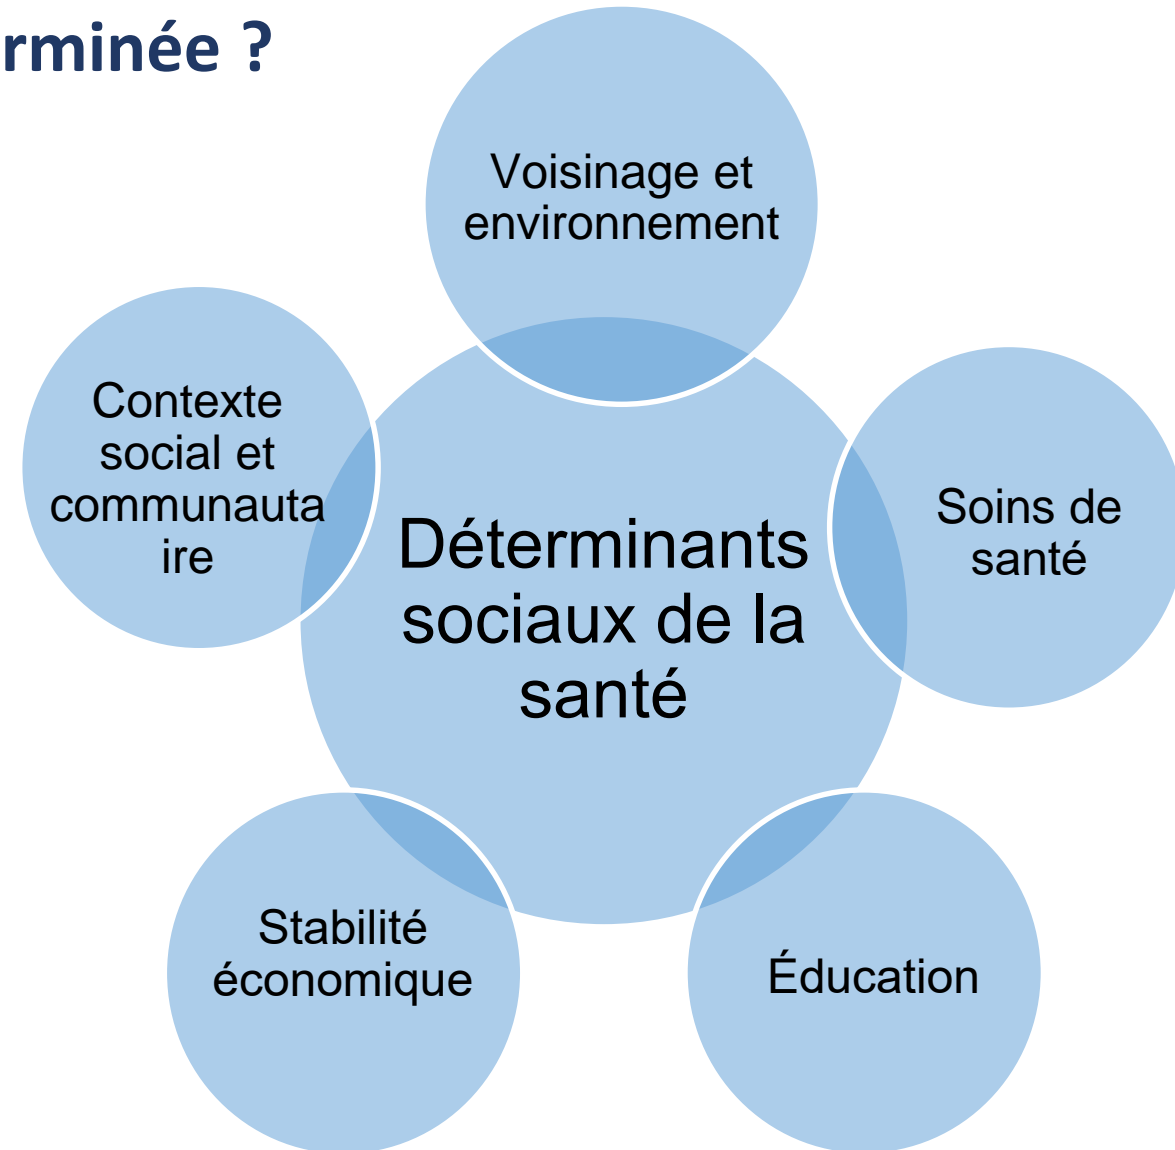 rminée ?
Voisinage et
environnement
Contexte
social et
communauta
ire
Déterminants
sociaux de la
santé
Soins de
santé
Stabilité
économique
Éducation